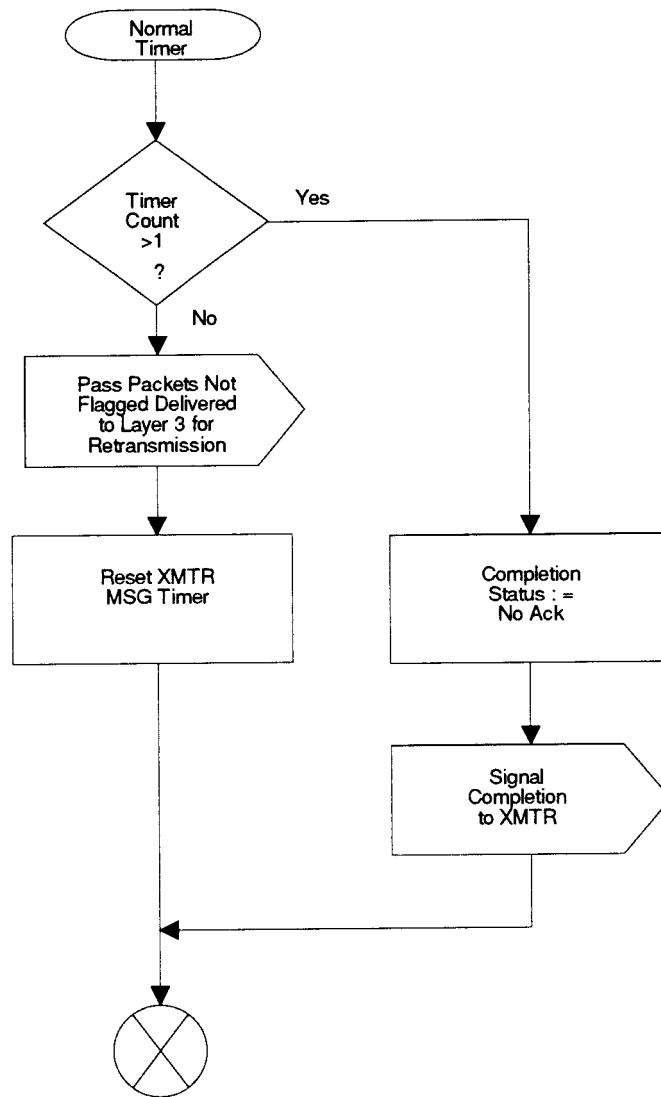 Normal
Timer
Timer
Count
>1
?
Yes
No
Pass Packets Not
Flagged Delivered
to Layer 3 for
Retransmission
Reset XMTR
MSG Timer
Completion
Status : =
No Ack
Signal
Completion
to XMTR